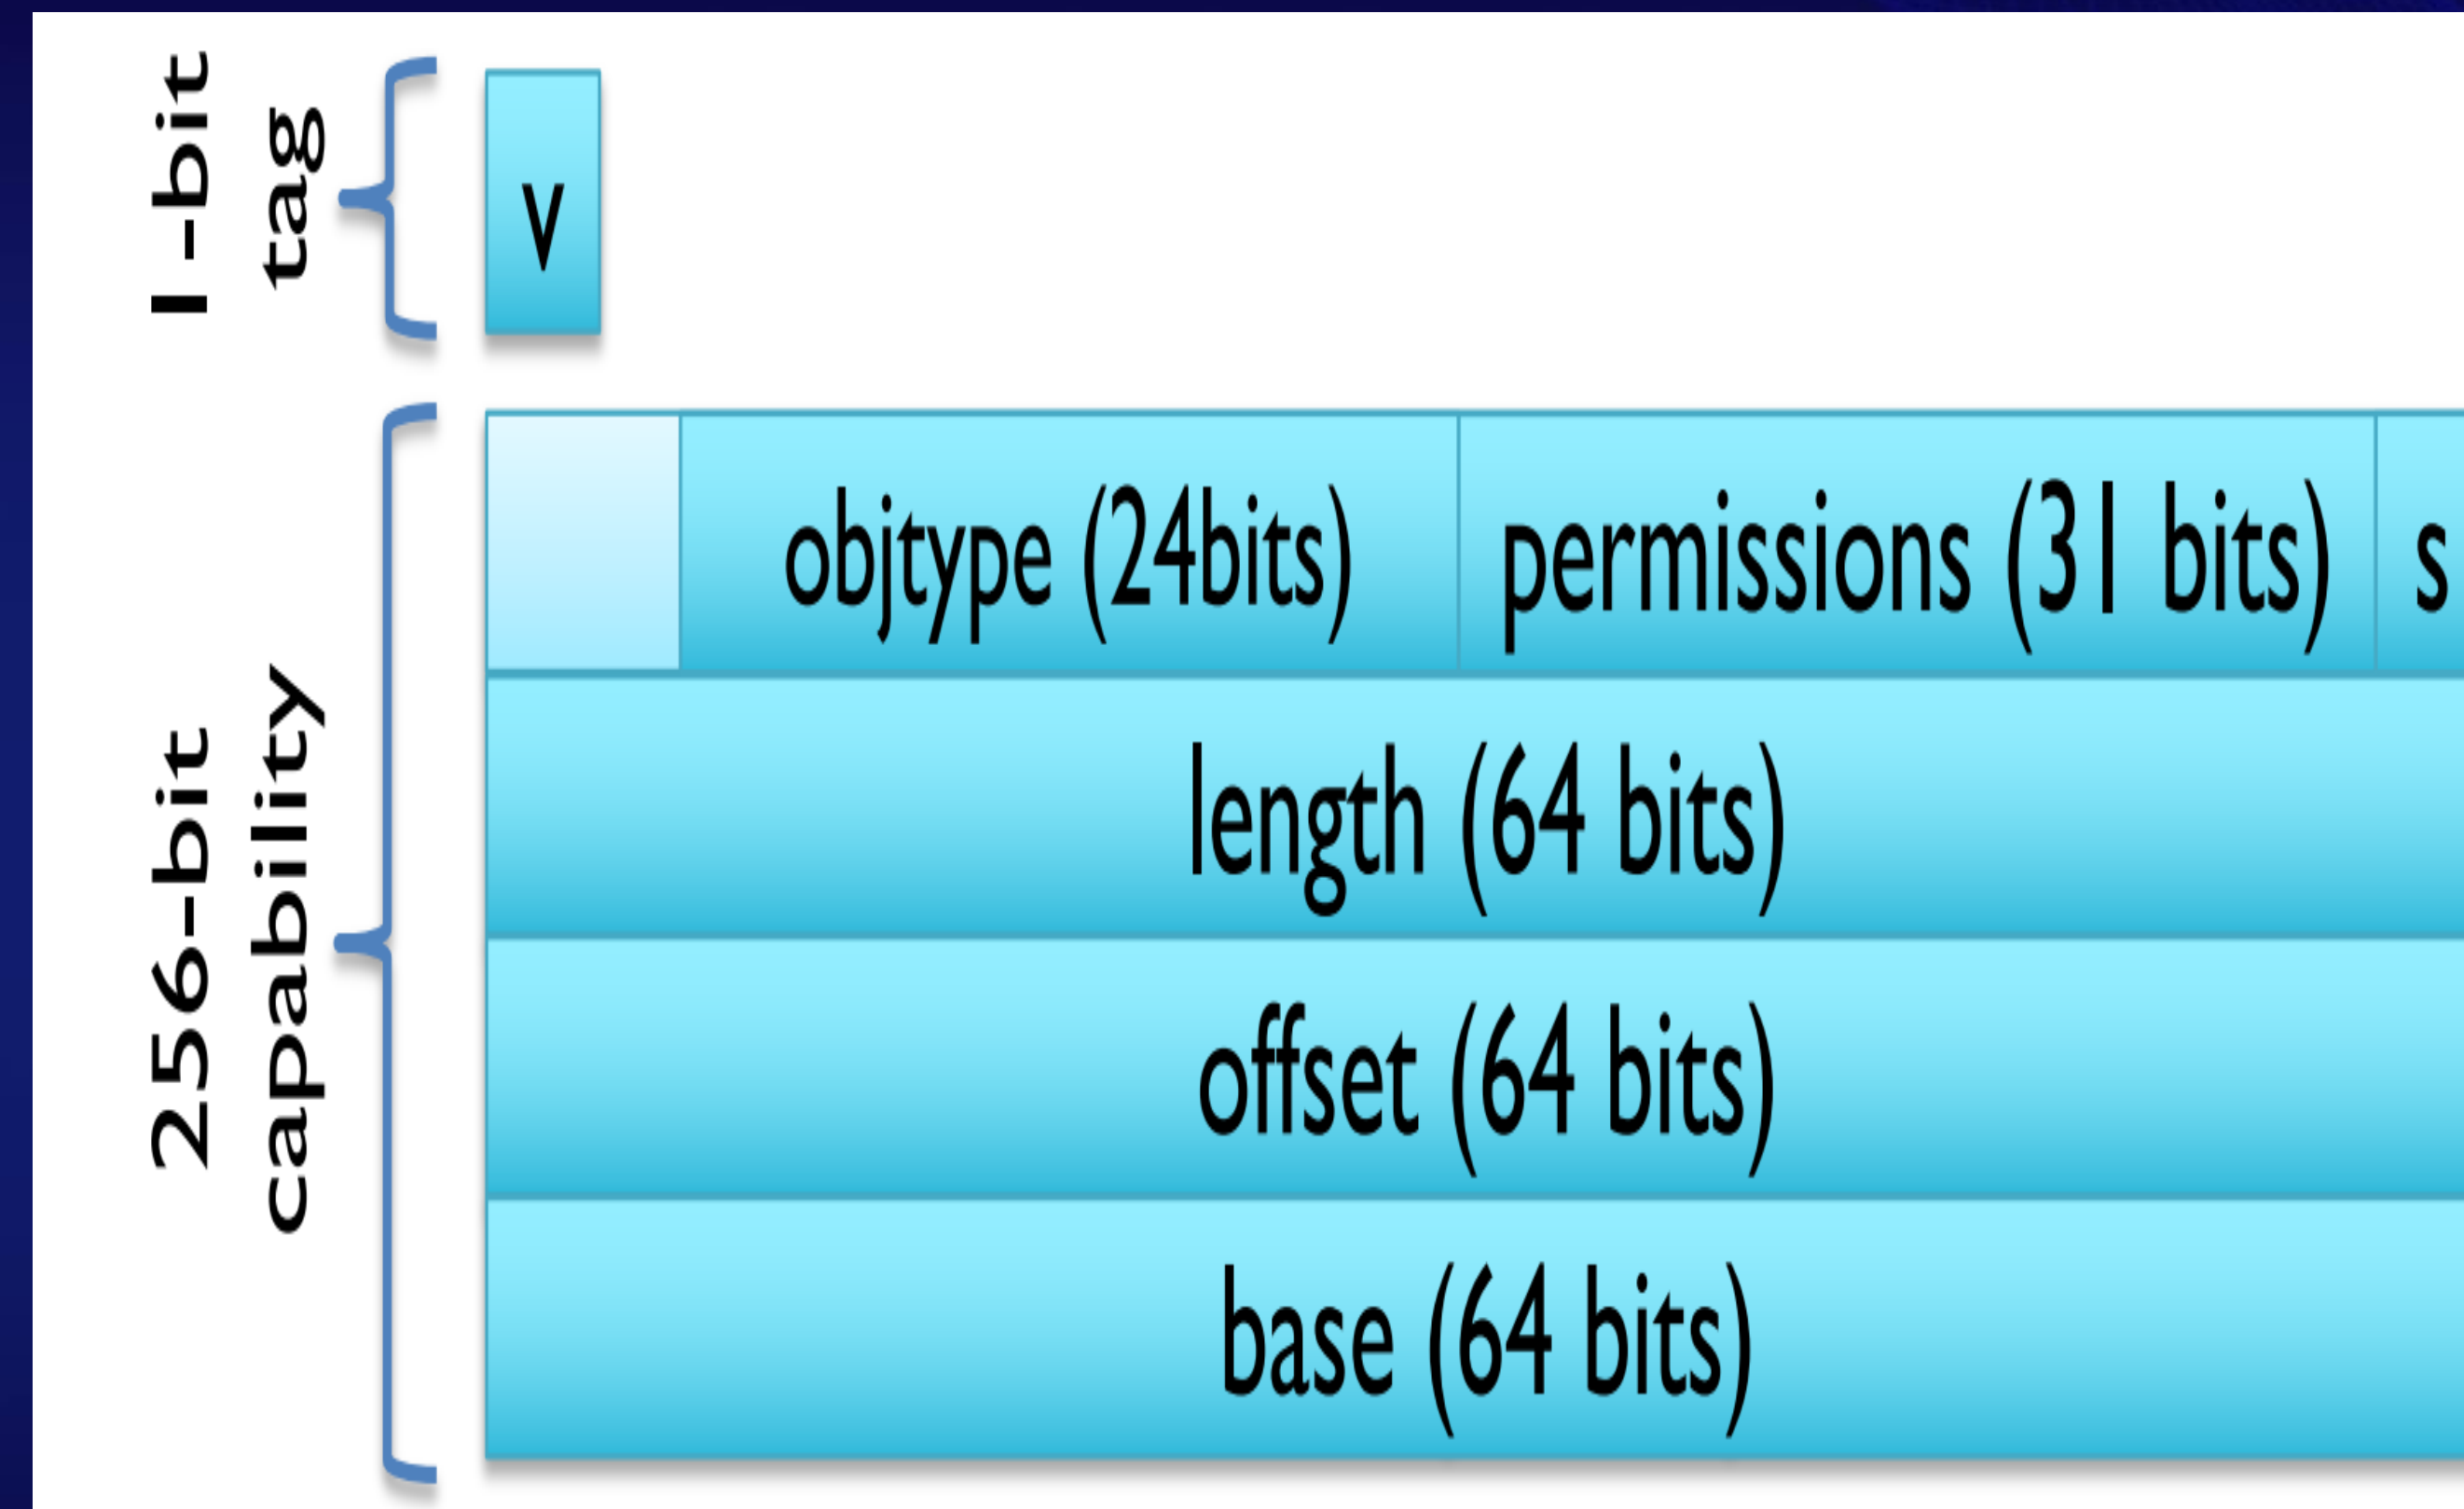 1-bit
tag
v
256-bit
capability
objtype (24bits)
permissions (31 bits)
s
length (64 bits)
offset (64 bits)
base (64 bits)